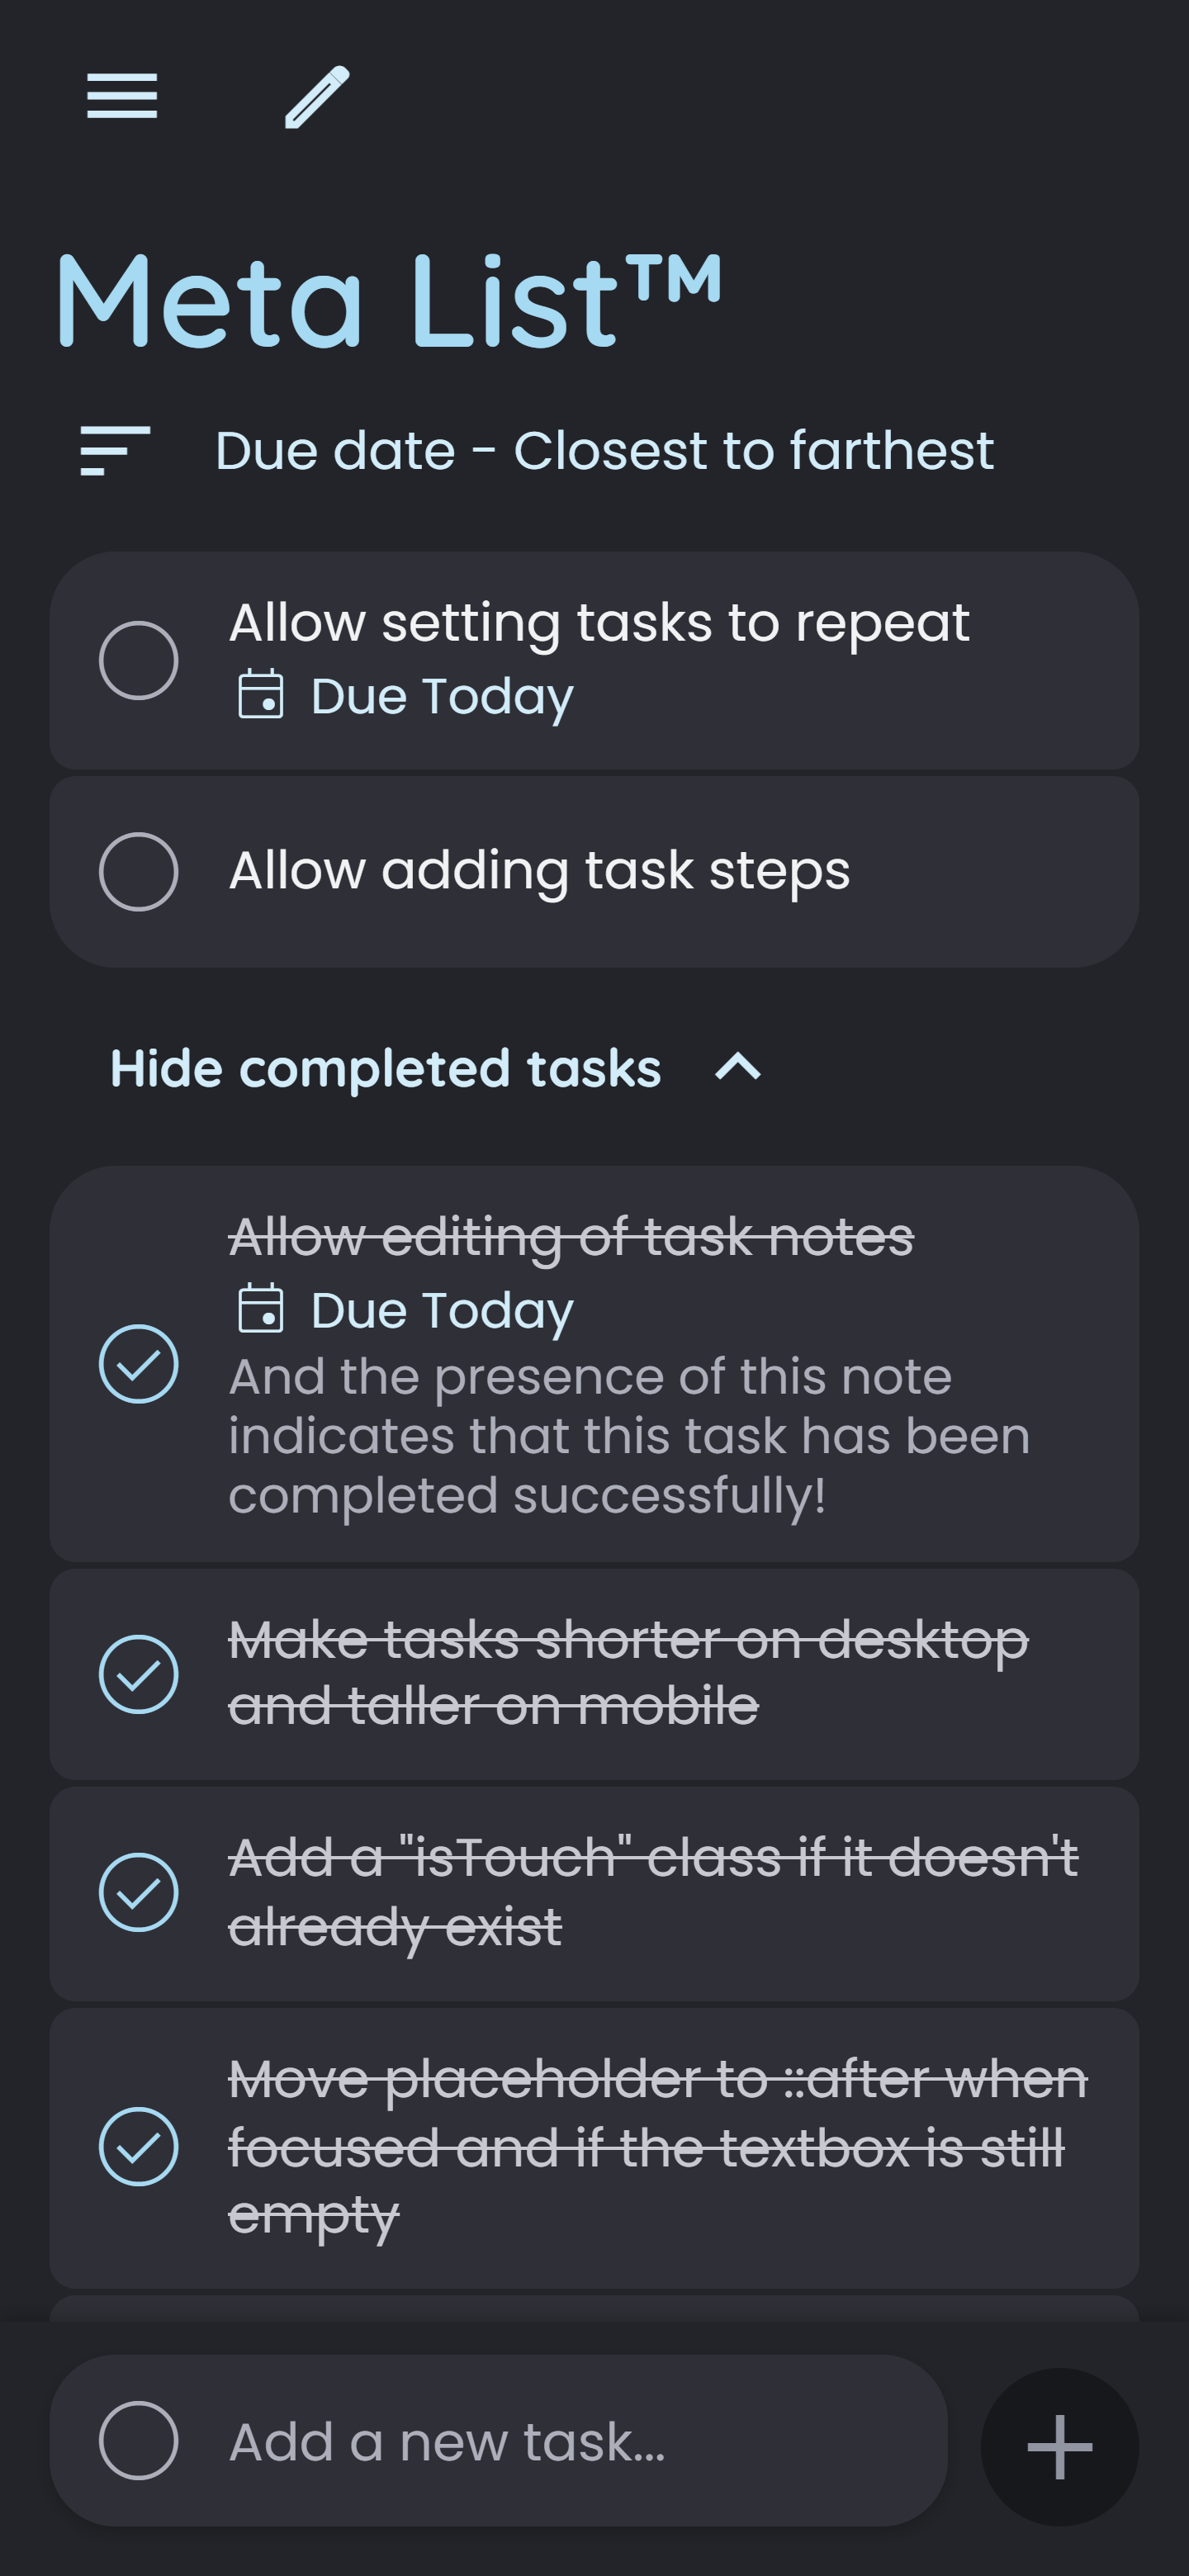 Meta List™
Due date - Closest to farthest
Allow setting tasks to repeat
Due Today
Allow adding task steps
Hide completed tasks
Allow editing of task notes
Due Today
And the presence of this note
indicates that this task has been
completed successfully!
Make tasks shorter on desktop
and taller on mobile
Add a "isTouch" class if it doesn't
already exist
Move placeholder to ::after when
focused and if the textbox is still
empty
Add a new task...